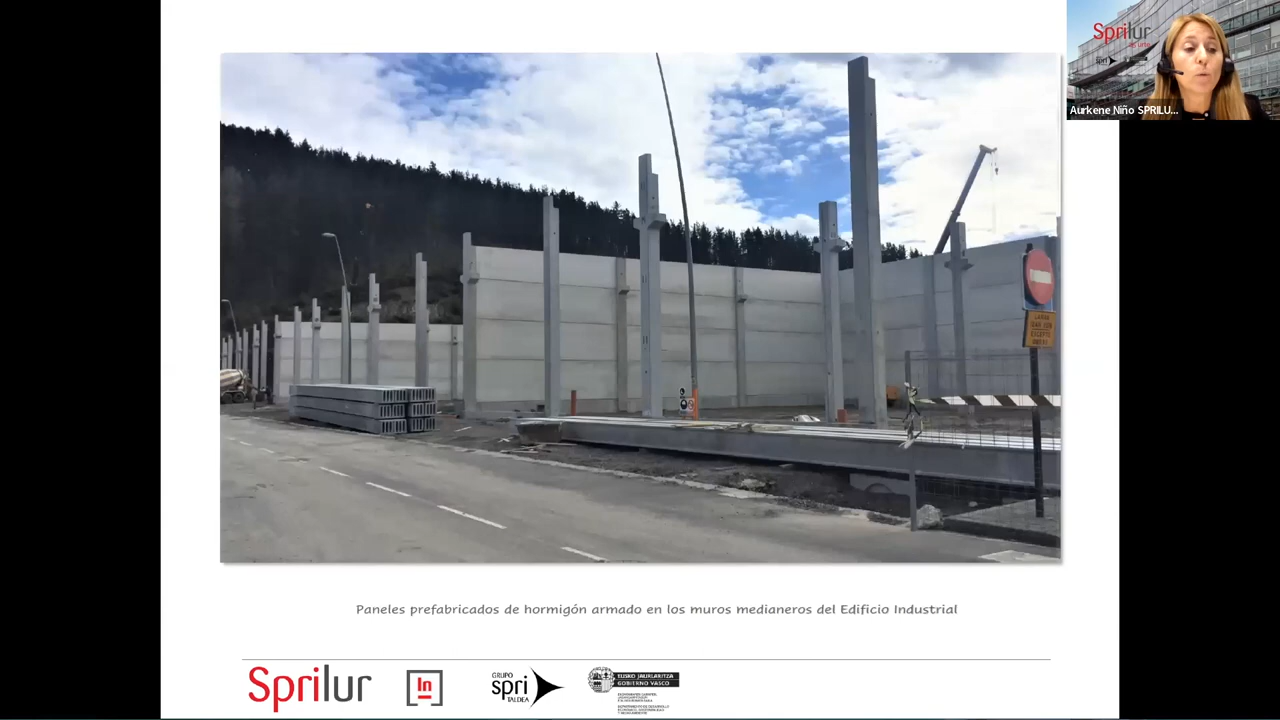 Sprilur
Aurkene Niño SPRILU...
Paneles prefabricados de hormigón armado en los muros medianeros del Edificio Industrial
Sprilur
In
GRUPO
spri
TALDEA
EUSKO JAURLARITZA
GOBIERNO VASCO